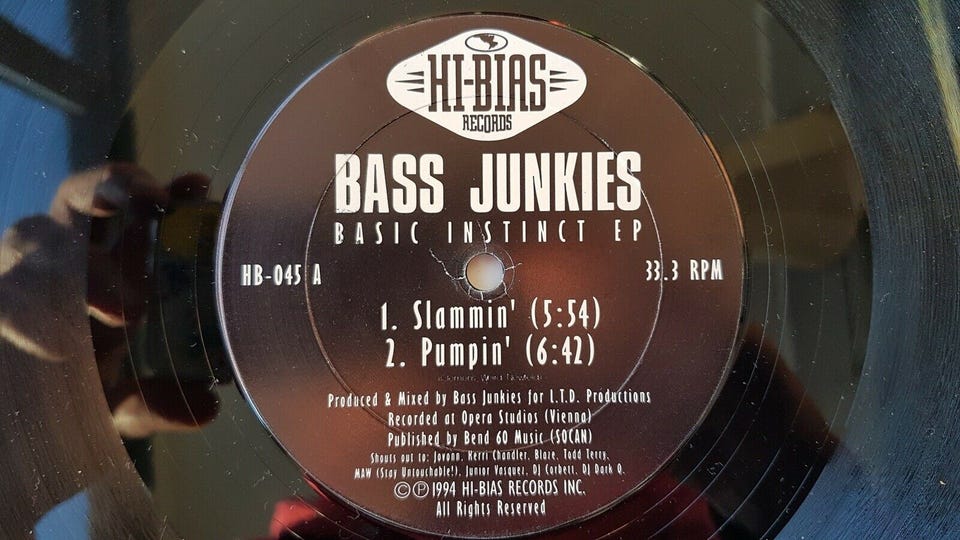 HI-BIAS
RECORDS
BASS JUNKIES
BASIC INSTINCT EP
HB-045 A
33.3 RPM
1. Slammin' (5:54)
2. Pumpin' (6:42)
Produced & Mixed by Bass Junkies for L.T.D. Productions
Recorded at Opera Studios (Vienna)
Published by Bend 60 Music (SOCAN)
Shouts out to: Jovonn, Kerri Chandler, Blaze, Todd Terry,
MAW (Stay Untouchable!), Junior Vasquez, DJ Corbett, DJ Dark O.
©℗1994 HI-BIAS RECORDS INC.
All Rights Reserved